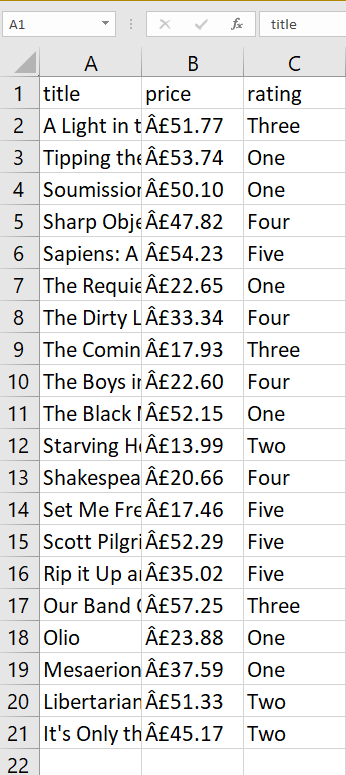 A1 fx title
A B C
1 title price rating
2 A Light in t Â£51.77 Three
3 Tipping the Â£53.74 One
4 Soumission Â£50.10 One
5 Sharp Obje Â£47.82 Four
6 Sapiens: A Â£54.23 Five
7 The Requie Â£22.65 One
8 The Dirty L Â£33.34 Four
9 The Comin Â£17.93 Three
10 The Boys in Â£22.60 Four
11 The Black M Â£52.15 One
12 Starving He Â£13.99 Two
13 Shakespea Â£20.66 Four
14 Set Me Fre Â£17.46 Five
15 Scott Pilgri Â£52.29 Five
16 Rip it Up an Â£35.02 Five
17 Our Band C Â£57.25 Three
18 Olio Â£23.88 One
19 Mesaerion Â£37.59 One
20 Libertarian Â£51.33 Two
21 It's Only th Â£45.17 Two
22